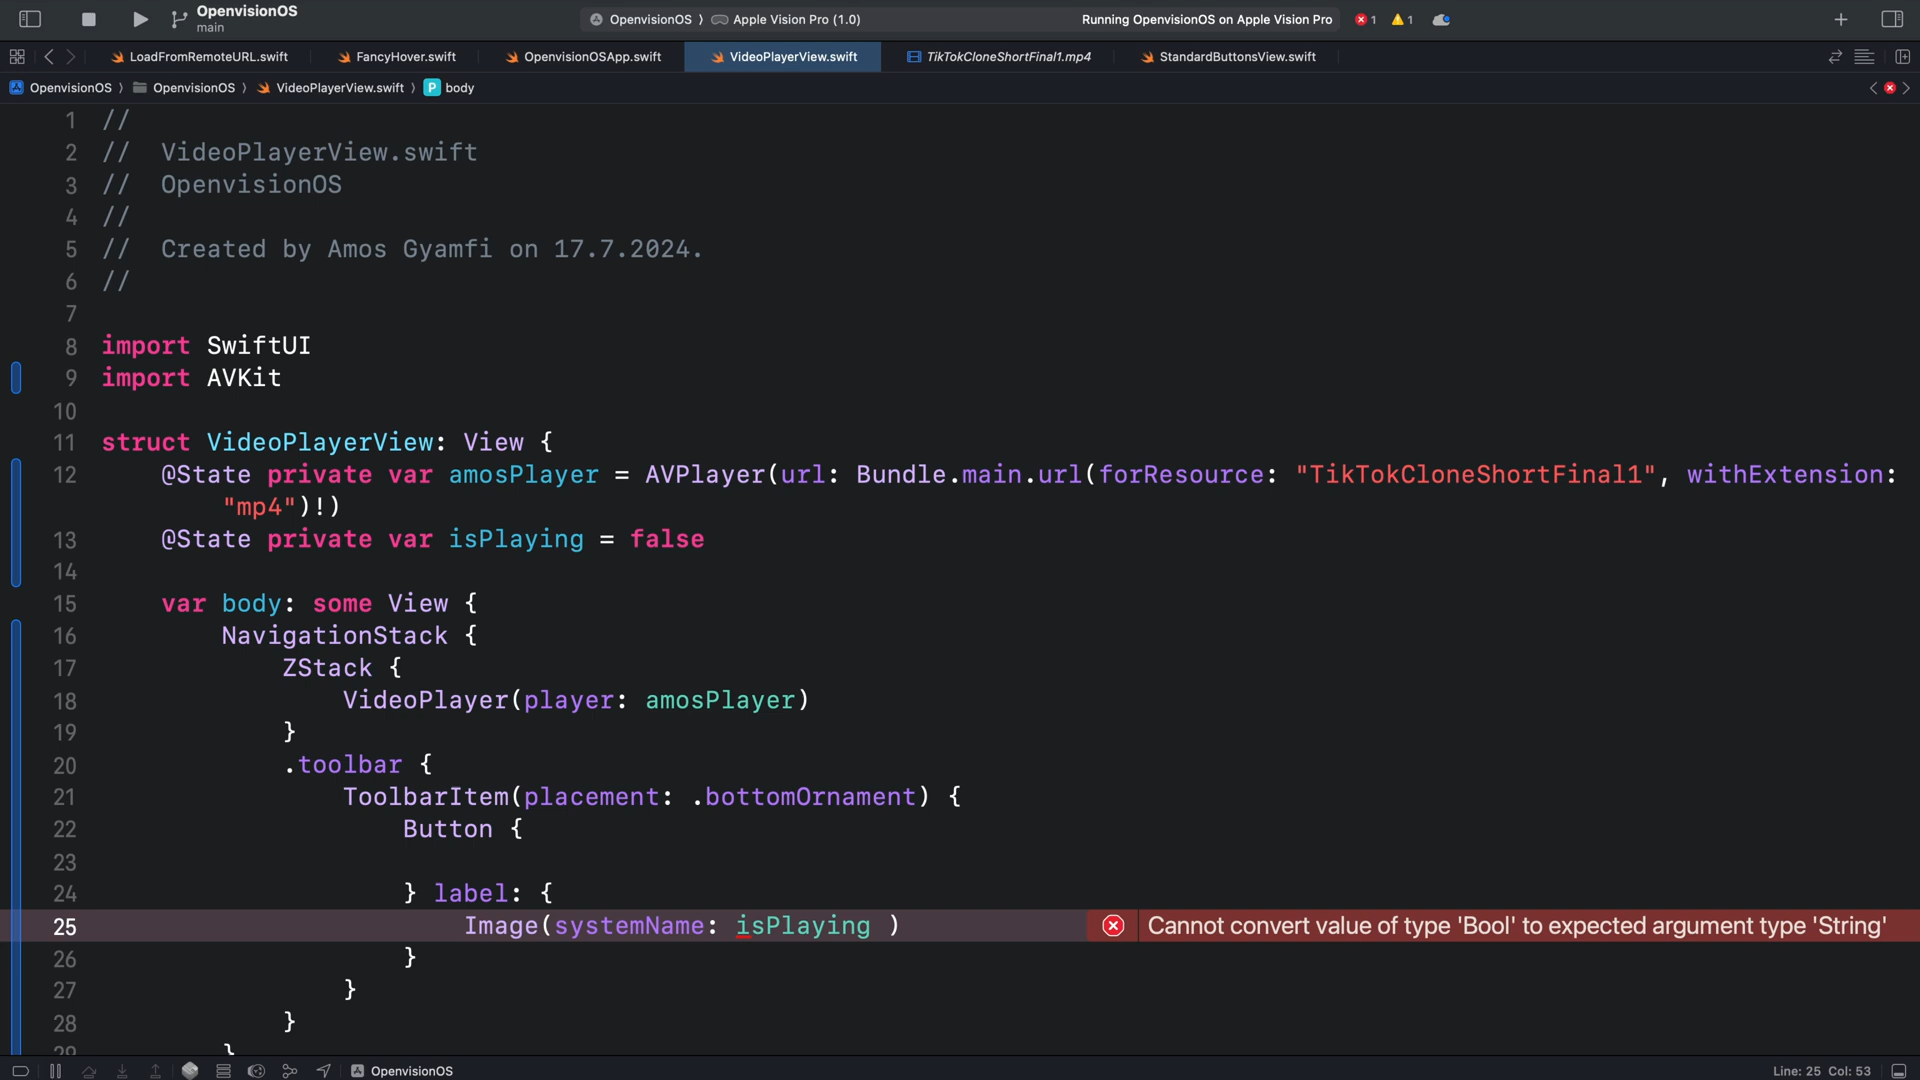 OpenvisionOS
main
OpenvisionOS 〉 Apple Vision Pro (1.0)
Running OpenvisionOS on Apple Vision Pro
1
1
LoadFromRemoteURL.swift
FancyHover.swift
OpenvisionOSApp.swift
VideoPlayerView.swift
TikTokCloneShortFinal1.mp4
StandardButtonsView.swift
OpenvisionOS 〉 OpenvisionOS 〉 VideoPlayerView.swift 〉 P body
1 //
2 //  VideoPlayerView.swift
3 //  OpenvisionOS
4 //
5 //  Created by Amos Gyamfi on 17.7.2024.
6 //
7
8 import SwiftUI
9 import AVKit
10
11 struct VideoPlayerView: View {
12     @State private var amosPlayer = AVPlayer(url: Bundle.main.url(forResource: "TikTokCloneShortFinal1", withExtension:
"mp4")!)
13     @State private var isPlaying = false
14
15     var body: some View {
16         NavigationStack {
17             ZStack {
18                 VideoPlayer(player: amosPlayer)
19             }
20             .toolbar {
21                 ToolbarItem(placement: .bottomOrnament) {
22                     Button {
23
24                     } label: {
25                         Image(systemName: isPlaying ) Cannot convert value of type 'Bool' to expected argument type 'String'
26                     }
27                 }
28             }
29         }
OpenvisionOS
Line: 25 Col: 53